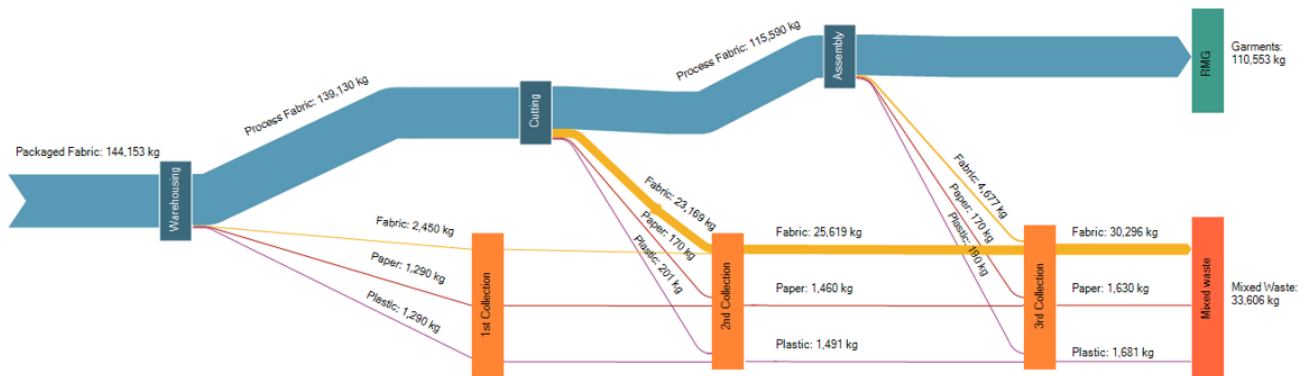 Packaged Fabric: 144,153 kg
Warehousing
Process Fabric: 139,130 kg
Cutting
Process Fabric: 115,590 kg
Assembly
RMG
Garments:
110,553 kg
Fabric: 2,450 kg
Paper: 1,290 kg
Plastic: 1,290 kg
1st Collection
Fabric: 23,169 kg
Paper: 170 kg
Plastic: 201 kg
2nd Collection
Fabric: 25,619 kg
Paper: 1,460 kg
Plastic: 1,491 kg
Fabric: 4,677 kg
Paper: 170 kg
Plastic: 190 kg
3rd Collection
Fabric: 30,296 kg
Paper: 1,630 kg
Plastic: 1,681 kg
Mixed waste
Mixed Waste:
33,606 kg